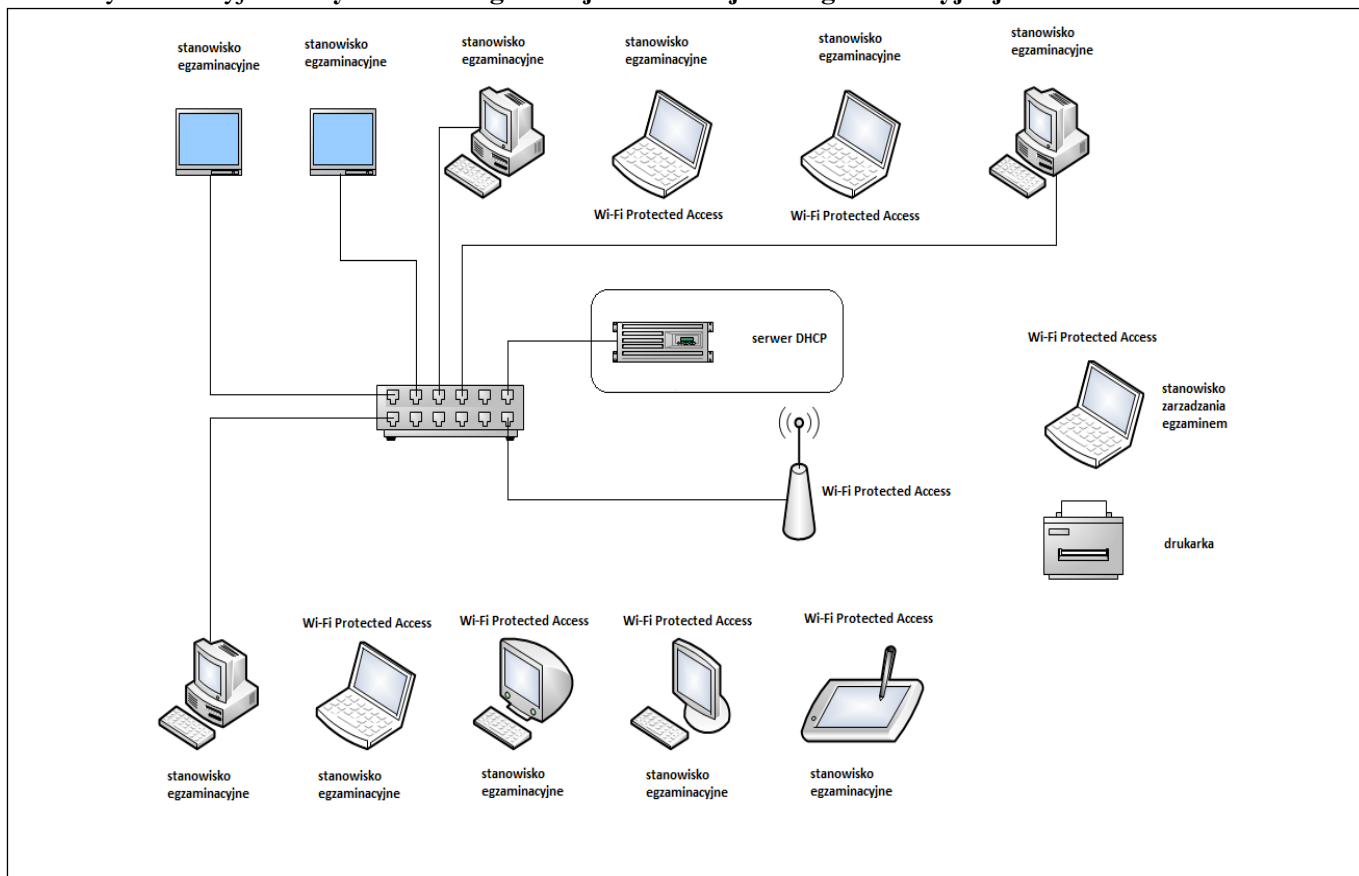 stanowisko
egzaminacyjne
stanowisko
egzaminacyjne
stanowisko
egzaminacyjne
stanowisko
egzaminacyjne
stanowisko
egzaminacyjne
stanowisko
egzaminacyjne
Wi-Fi Protected Access
Wi-Fi Protected Access
serwer DHCP
Wi-Fi Protected Access
stanowisko
zarzadzania
egzaminem
Wi-Fi Protected Access
drukarka
Wi-Fi Protected Access
Wi-Fi Protected Access
Wi-Fi Protected Access
Wi-Fi Protected Access
stanowisko
egzaminacyjne
stanowisko
egzaminacyjne
stanowisko
egzaminacyjne
stanowisko
egzaminacyjne
stanowisko
egzaminacyjne